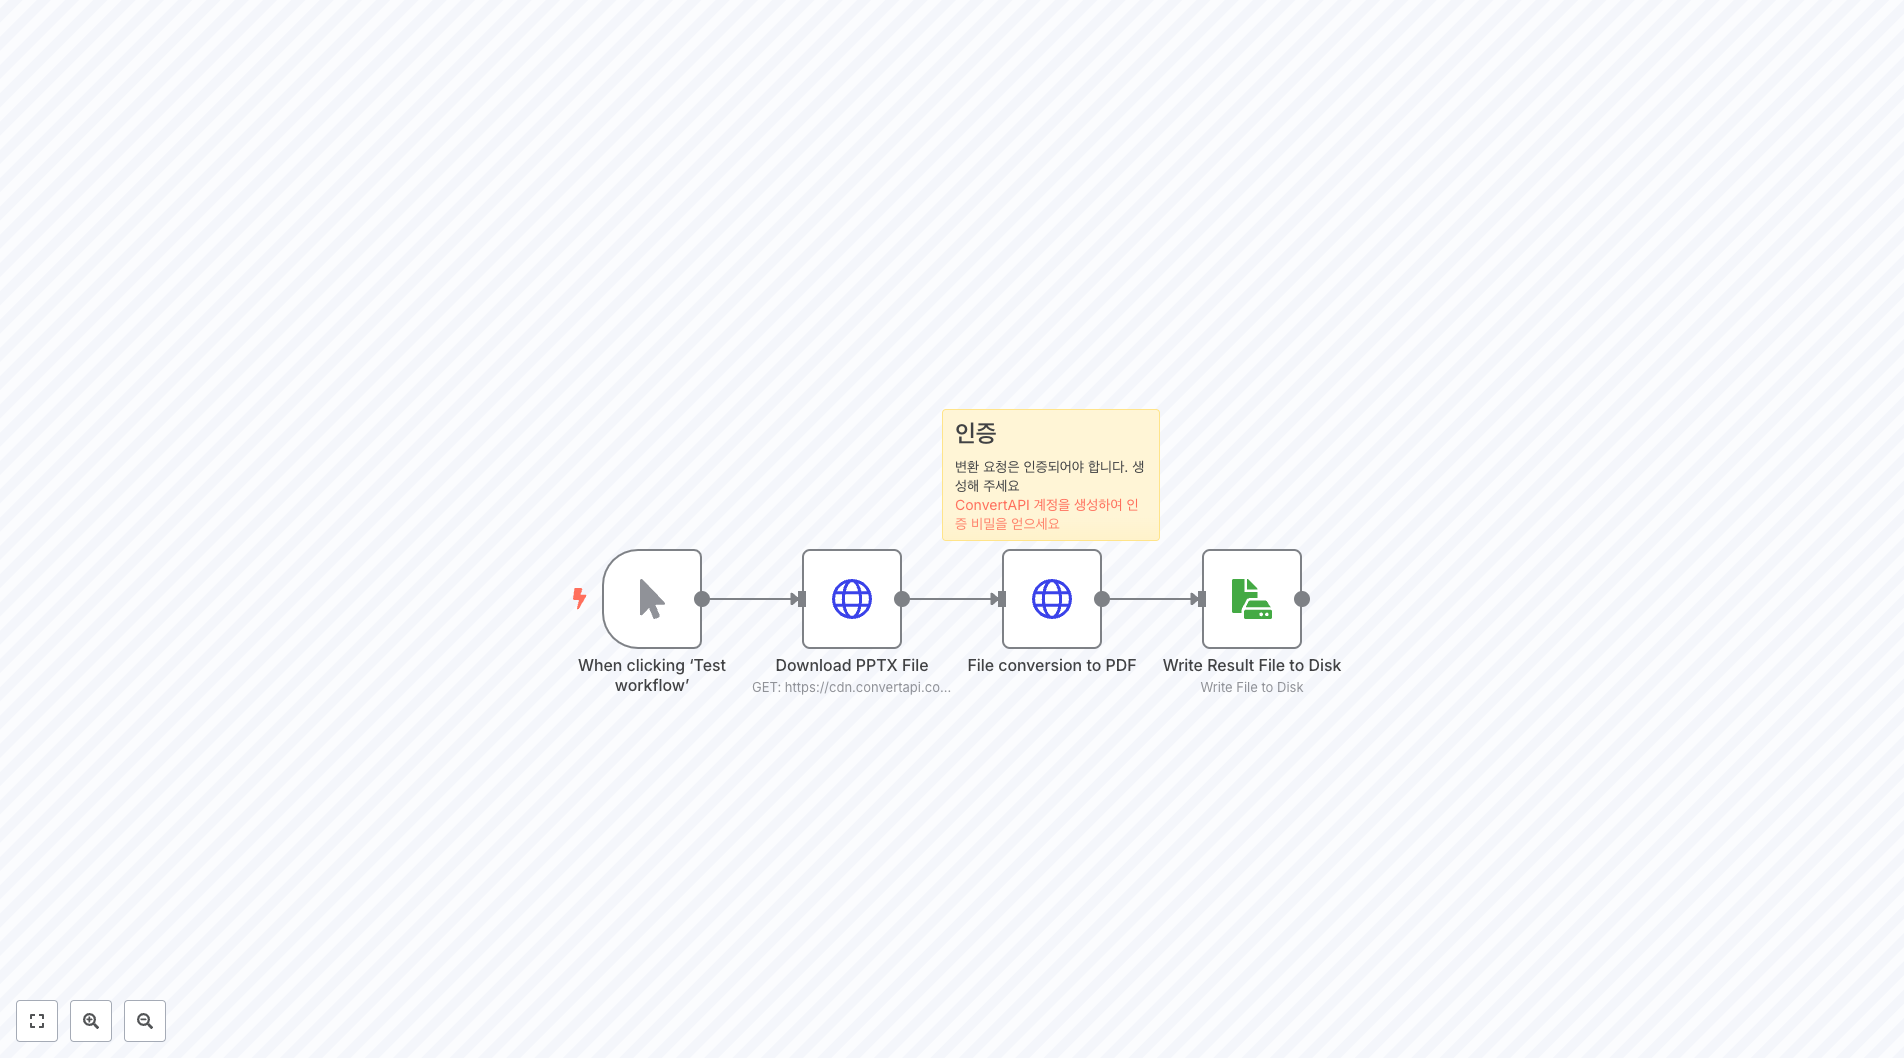 인증
변환 요청은 인증되어야 합니다. 생
성해 주세요
ConvertAPI 계정을 생성하여 인
증 비밀을 얻으세요
When clicking ‘Test
workflow’
Download PPTX File
GET: https://cdn.convertapi.co...
File conversion to PDF
Write Result File to Disk
Write File to Disk